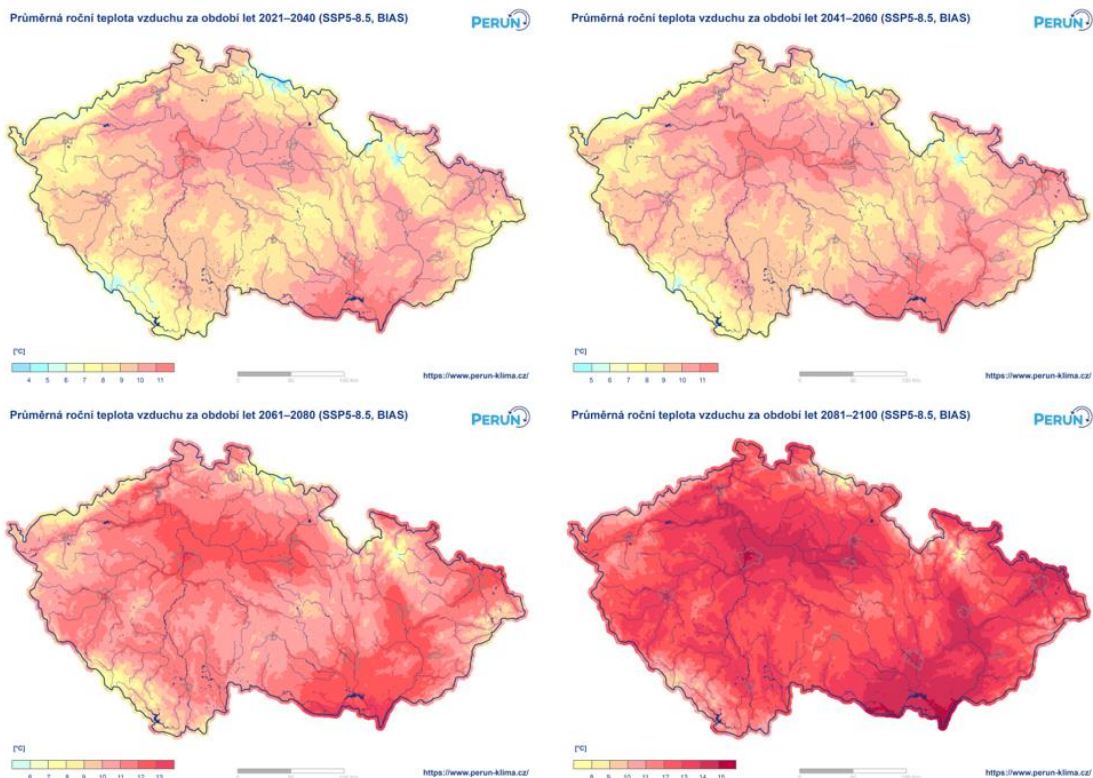 Průměrná roční teplota vzduchu za období let 2021–2040 (SSP5-8.5, BIAS)
PERUN
[°C]
4 5 6 7 8 9 10 11
https://www.perun-klima.cz/
Průměrná roční teplota vzduchu za období let 2041–2060 (SSP5-8.5, BIAS)
PERUN
[°C]
5 6 7 8 9 10 11
https://www.perun-klima.cz/
Průměrná roční teplota vzduchu za období let 2061–2080 (SSP5-8.5, BIAS)
PERUN
[°C]
6 7 8 9 10 11 12 13
https://www.perun-klima.cz/
Průměrná roční teplota vzduchu za období let 2081–2100 (SSP5-8.5, BIAS)
PERUN
[°C]
8 9 10 11 12 13 14 15
https://www.perun-klima.cz/